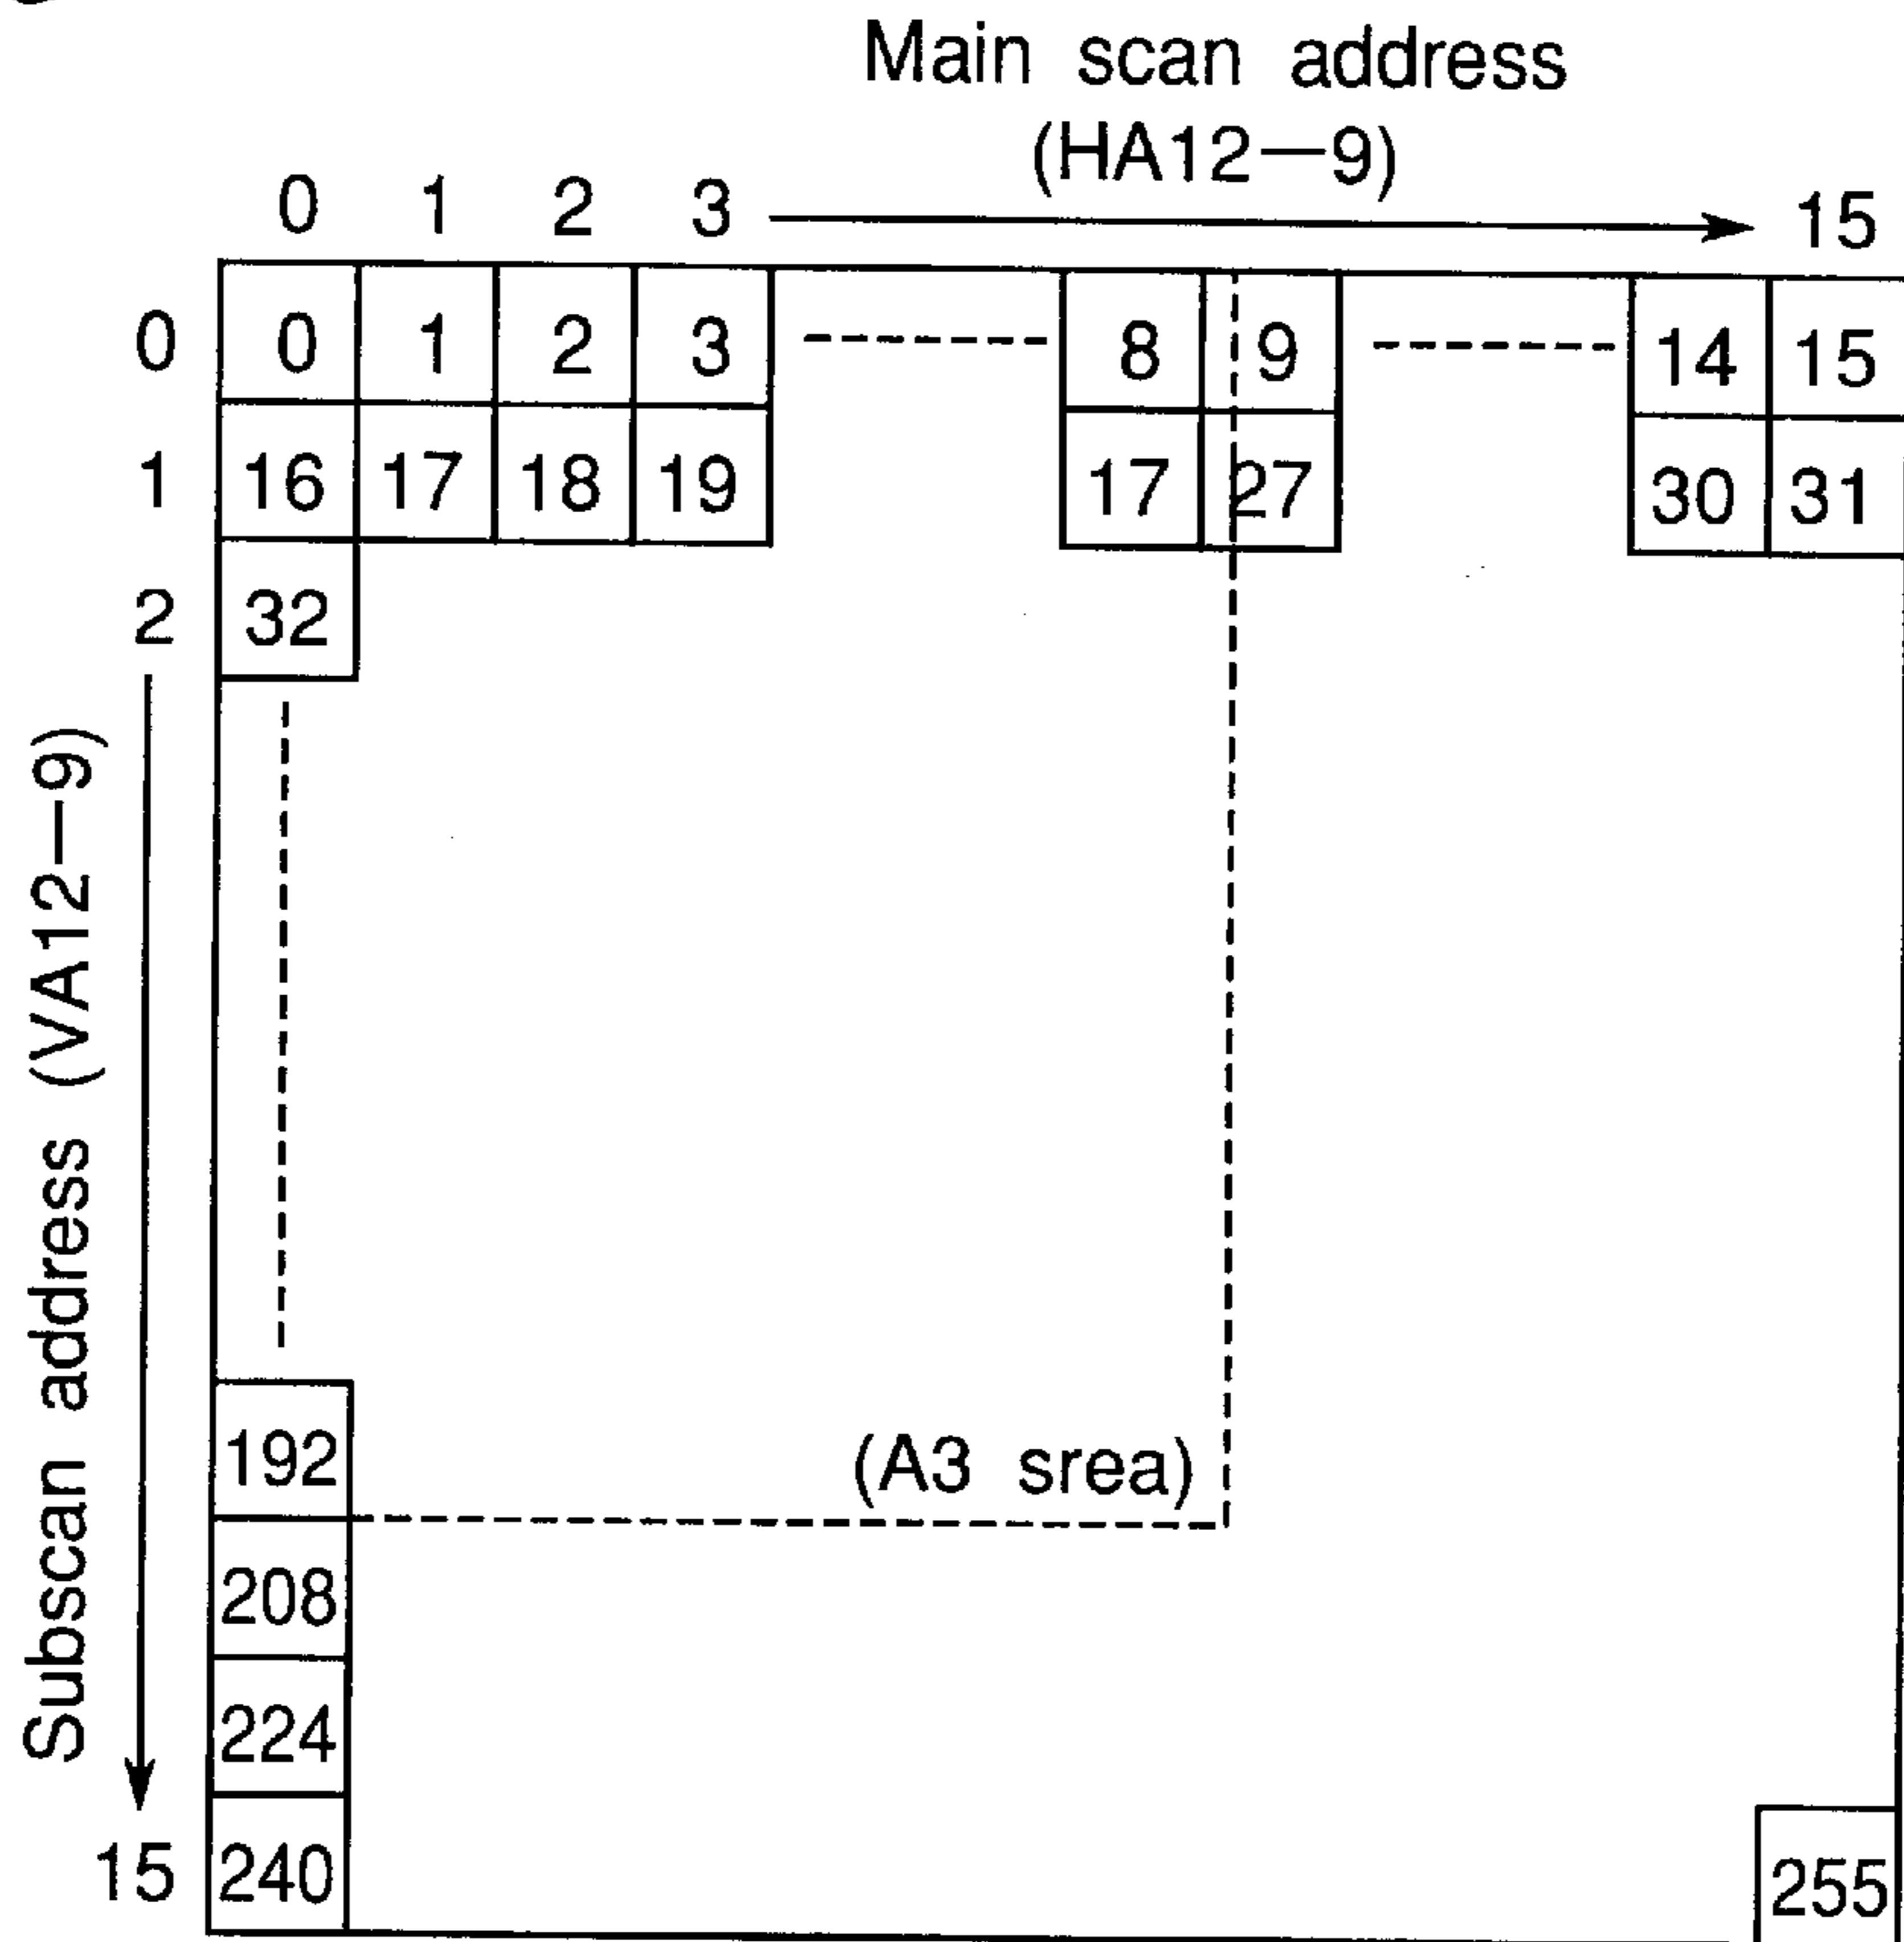 Main scan address
(HA12—9)
0 1 2 3 15
0 0 1 2 3 8 9 14 15
1 16 17 18 19 17 27 30 31
2 32
Subscan address (VA12—9)
192
(A3 srea)
208
224
15 240 255